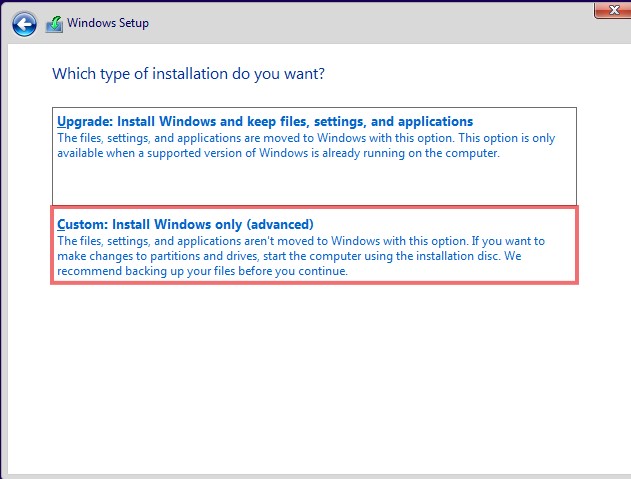 Windows Setup
Which type of installation do you want?
Upgrade: Install Windows and keep files, settings, and applications
The files, settings, and applications are moved to Windows with this option. This option is only
available when a supported version of Windows is already running on the computer.
Custom: Install Windows only (advanced)
The files, settings, and applications aren't moved to Windows with this option. If you want to
make changes to partitions and drives, start the computer using the installation disc. We
recommend backing up your files before you continue.